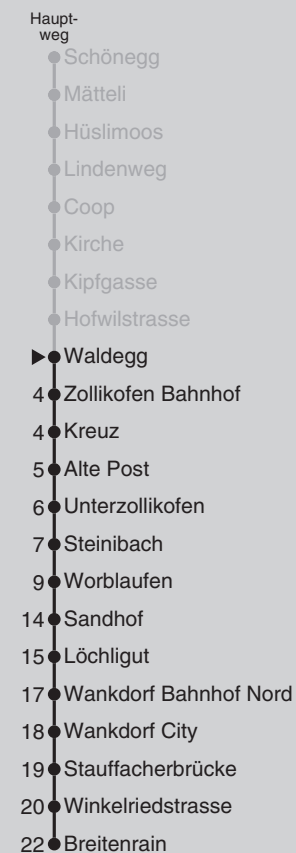 Haupt-
weg
Schönegg
Mätteli
Hüslimoos
Lindenweg
Coop
Kirche
Kipfgasse
Hofwilstrasse
Waldegg
4 Zollikofen Bahnhof
4 Kreuz
5 Alte Post
6 Unterzollikofen
7 Steinibach
9 Worblaufen
14 Sandhof
15 Löchligut
17 Wankdorf Bahnhof Nord
18 Wankdorf City
19 Stauffacherbrücke
20 Winkelriedstrasse
22 Breitenrain